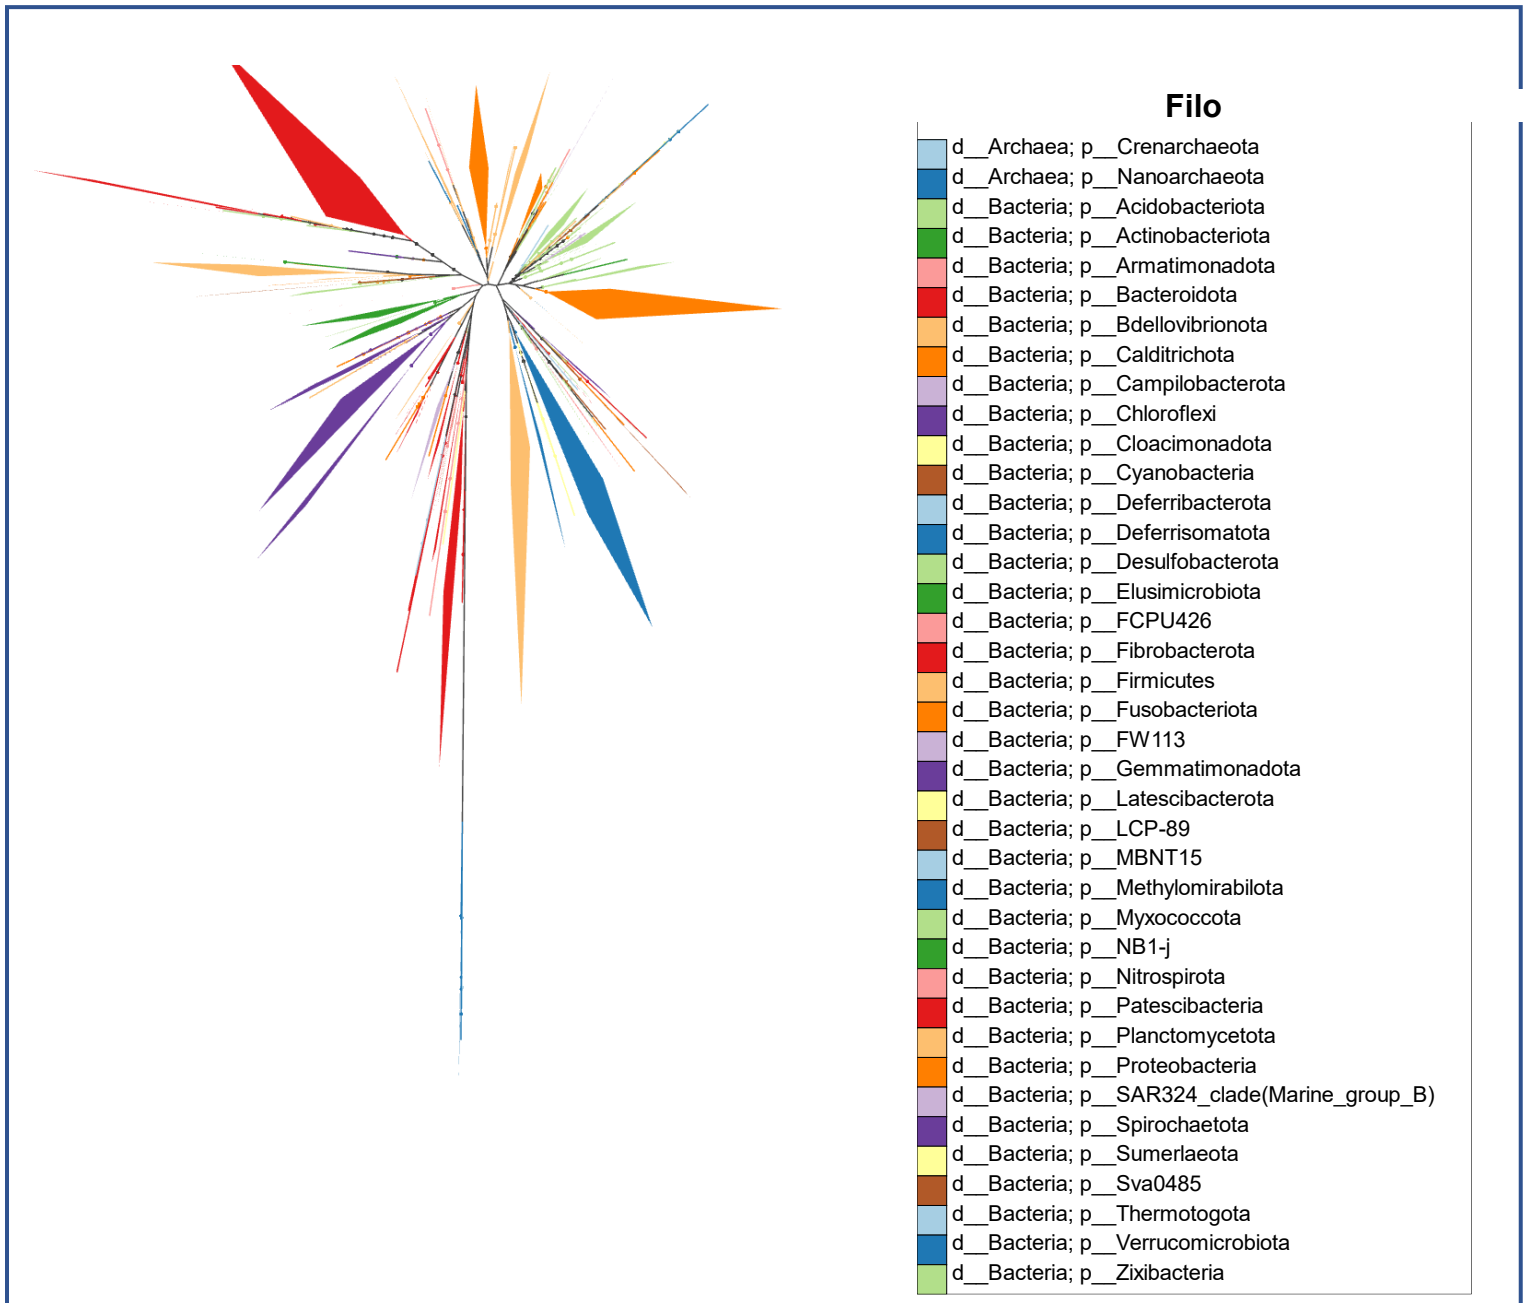 Filo
d__Archaea; p__Crenarchaeota
d__Archaea; p__Nanoarchaeota
d__Bacteria; p__Acidobacteriota
d__Bacteria; p__Actinobacteriota
d__Bacteria; p__Armatimonadota
d__Bacteria; p__Bacteroidota
d__Bacteria; p__Bdellovibrionota
d__Bacteria; p__Calditrichota
d__Bacteria; p__Campilobacterota
d__Bacteria; p__Chloroflexi
d__Bacteria; p__Cloacimonadota
d__Bacteria; p__Cyanobacteria
d__Bacteria; p__Deferribacterota
d__Bacteria; p__Deferrisomatota
d__Bacteria; p__Desulfobacterota
d__Bacteria; p__Elusimicrobiota
d__Bacteria; p__FCPU426
d__Bacteria; p__Fibrobacterota
d__Bacteria; p__Firmicutes
d__Bacteria; p__Fusobacteriota
d__Bacteria; p__FW113
d__Bacteria; p__Gemmatimonadota
d__Bacteria; p__Latescibacterota
d__Bacteria; p__LCP-89
d__Bacteria; p__MBNT15
d__Bacteria; p__Methylomirabilota
d__Bacteria; p__Myxococcota
d__Bacteria; p__NB1-j
d__Bacteria; p__Nitrospirota
d__Bacteria; p__Patescibacteria
d__Bacteria; p__Planctomycetota
d__Bacteria; p__Proteobacteria
d__Bacteria; p__SAR324_clade(Marine_group_B)
d__Bacteria; p__Spirochaetota
d__Bacteria; p__Sumerlaeota
d__Bacteria; p__Sva0485
d__Bacteria; p__Thermotogota
d__Bacteria; p__Verrucomicrobiota
d__Bacteria; p__Zixibacteria